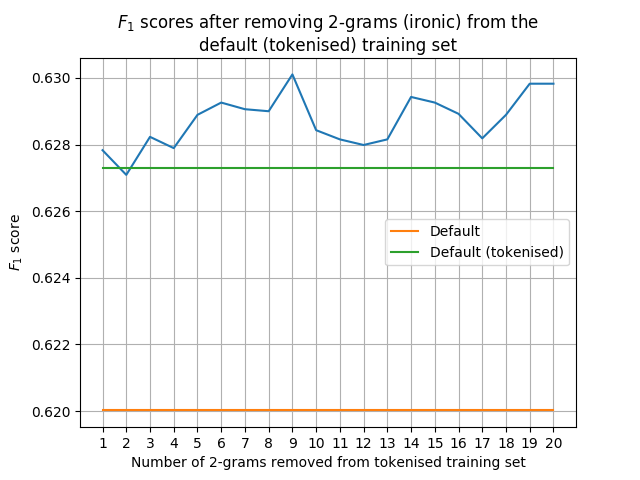 F₁ scores after removing 2-grams (ironic) from the
default (tokenised) training set
0.630
0.628
0.626
0.624
0.622
0.620
F₁ score
Default
Default (tokenised)
1 2 3 4 5 6 7 8 9 10 11 12 13 14 15 16 17 18 19 20
Number of 2-grams removed from tokenised training set